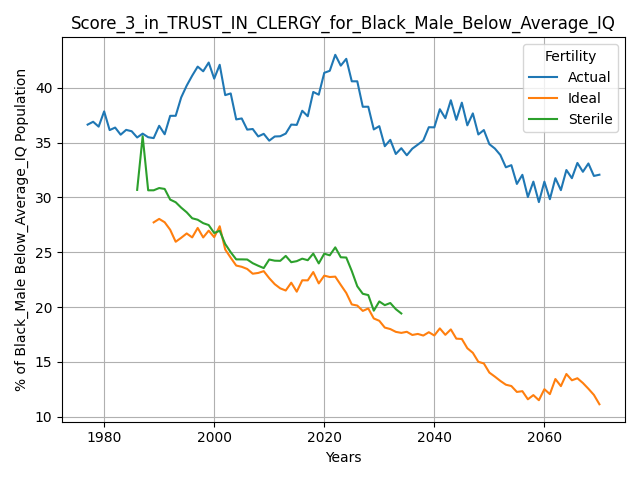 Score_3_in_TRUST_IN_CLERGY_for_Black_Male_Below_Average_IQ
% of Black_Male Below_Average_IQ Population
40
35
30
25
20
15
10
Fertility
Actual
Ideal
Sterile
1980 2000 2020 2040 2060
Years